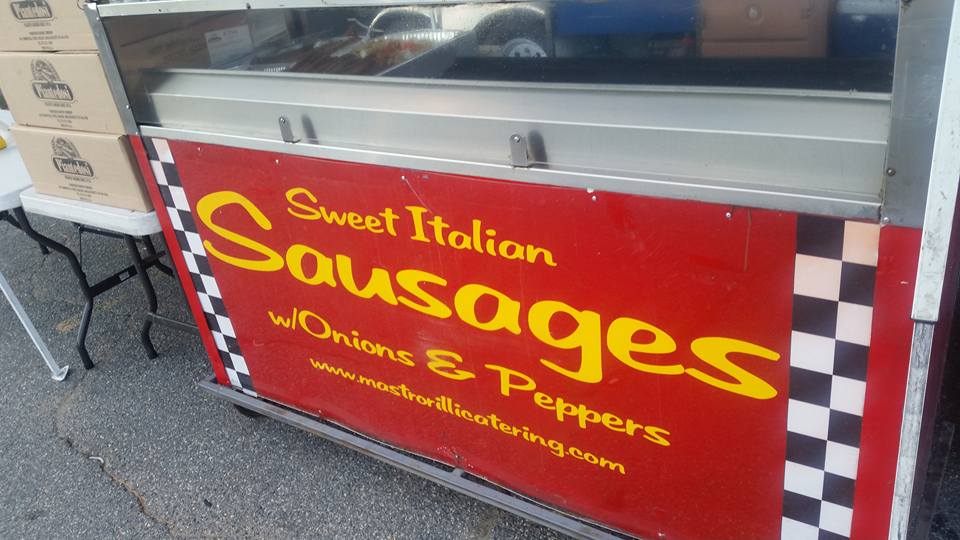 Sweet Italian
Sausages
w/Onions & Peppers
www.mastrorillicatering.com